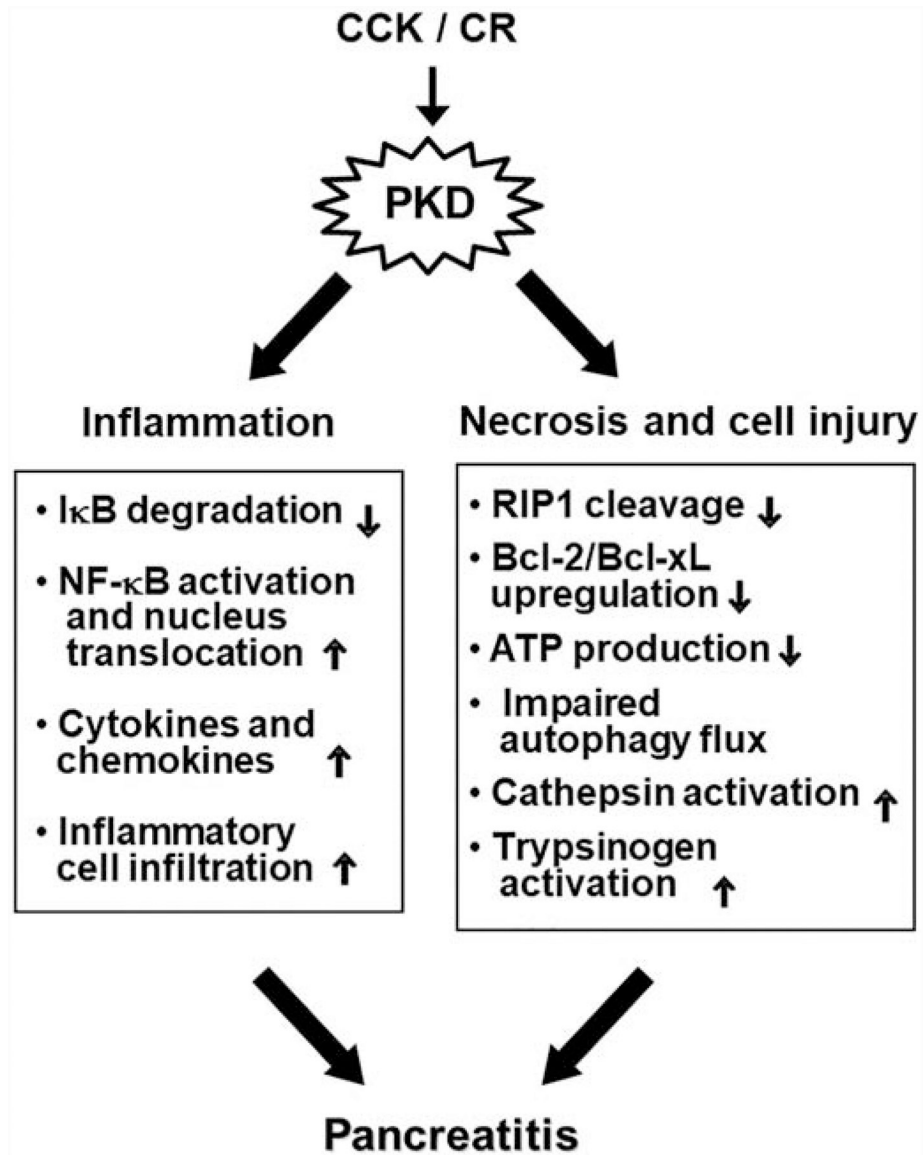 CCK / CR
PKD
Inflammation
• IκB degradation ↓
• NF-κB activation
and nucleus
translocation ↑
• Cytokines and
chemokines ↑
• Inflammatory
cell infiltration ↑
Necrosis and cell injury
• RIP1 cleavage ↓
• Bcl-2/Bcl-xL
upregulation ↓
• ATP production ↓
• Impaired
autophagy flux
• Cathepsin activation ↑
• Trypsinogen
activation ↑
Pancreatitis